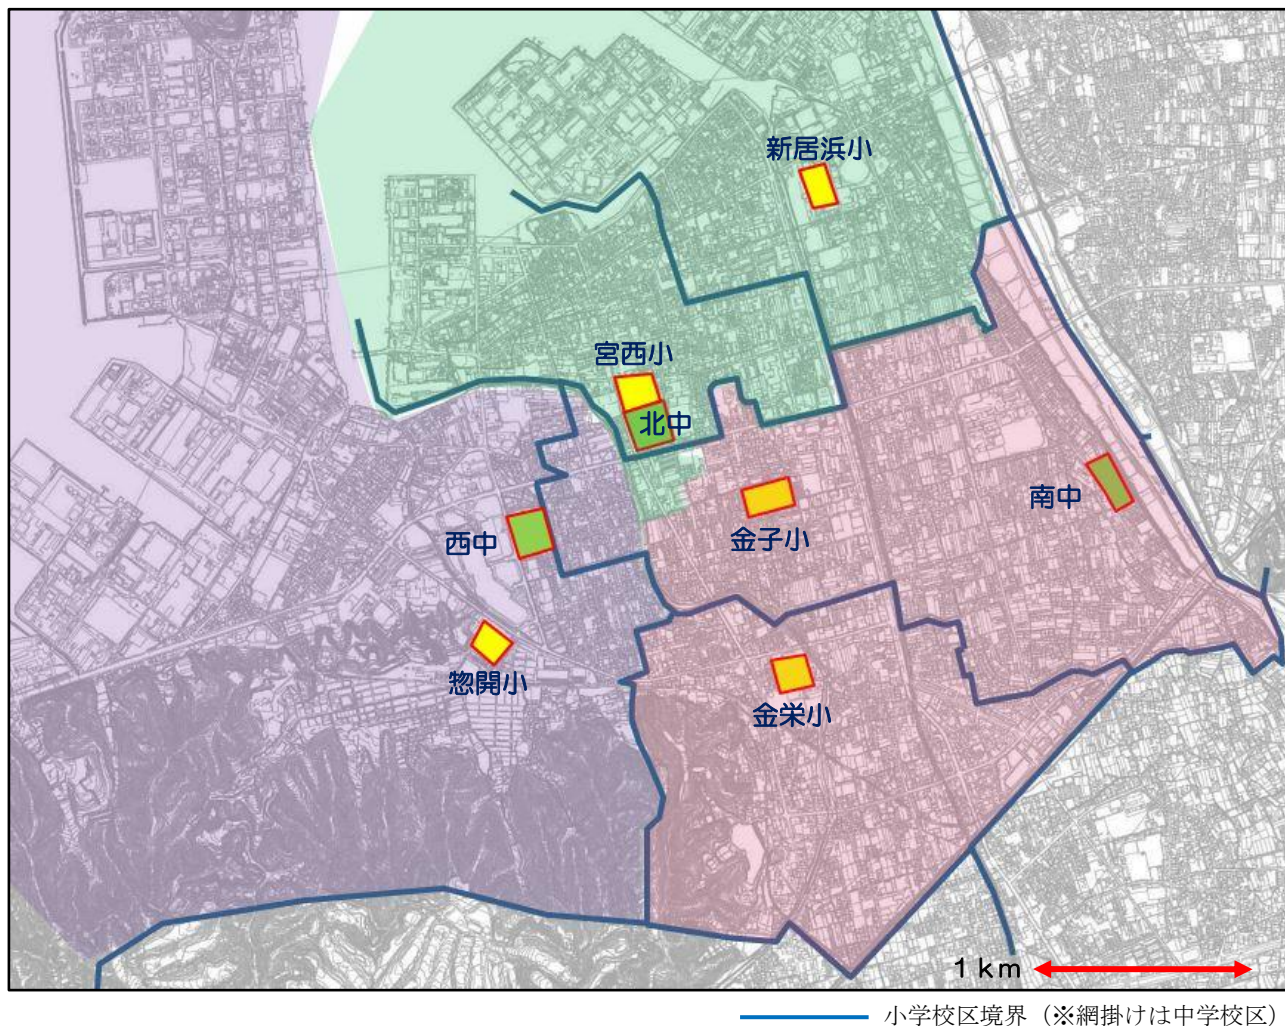 新居浜小
宮西小
北中
南中
金子小
西中
惣開小
金栄小
1km
小学校区境界（※網掛けは中学校区）